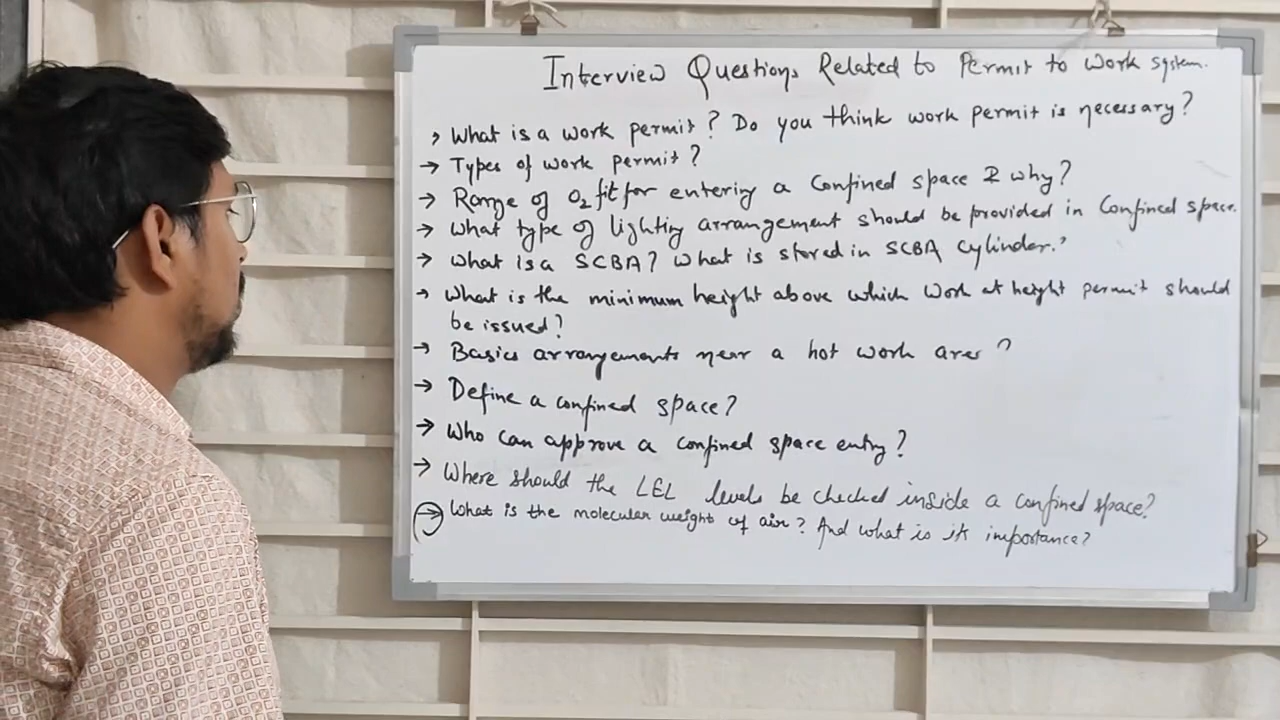 Interview Questions Related to Permit to Work system.
→ What is a work permit? Do you think work permit is necessary?
→ Types of work permit?
→ Range of O2 fit for entering a Confined space & why?
→ What type of lighting arrangement should be provided in Confined space.
→ What is a SCBA? What is stored in SCBA Cylinder.?
→ What is the minimum height above which Work at height permit should
be issued?
→ Basics arrangements near a hot work area?
→ Define a confined space?
→ Who can approve a confined space entry?
→ Where should the LEL levels be checked inside a confined space?
→ What is the molecular weight of air? And what is its importance?